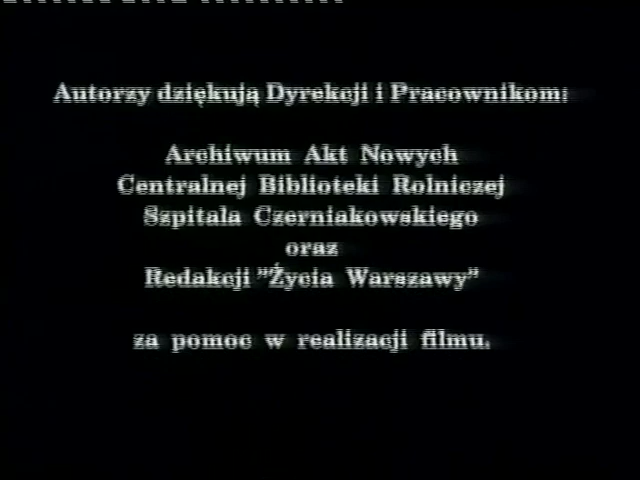 Autorzy dziękują Dyrekcji i Pracownikom:
Archiwum Akt Nowych
Centralnej Biblioteki Rolniczej
Szpitala Czerniakowskiego
oraz
Redakcji "Życia Warszawy"
za pomoc w realizacji filmu.